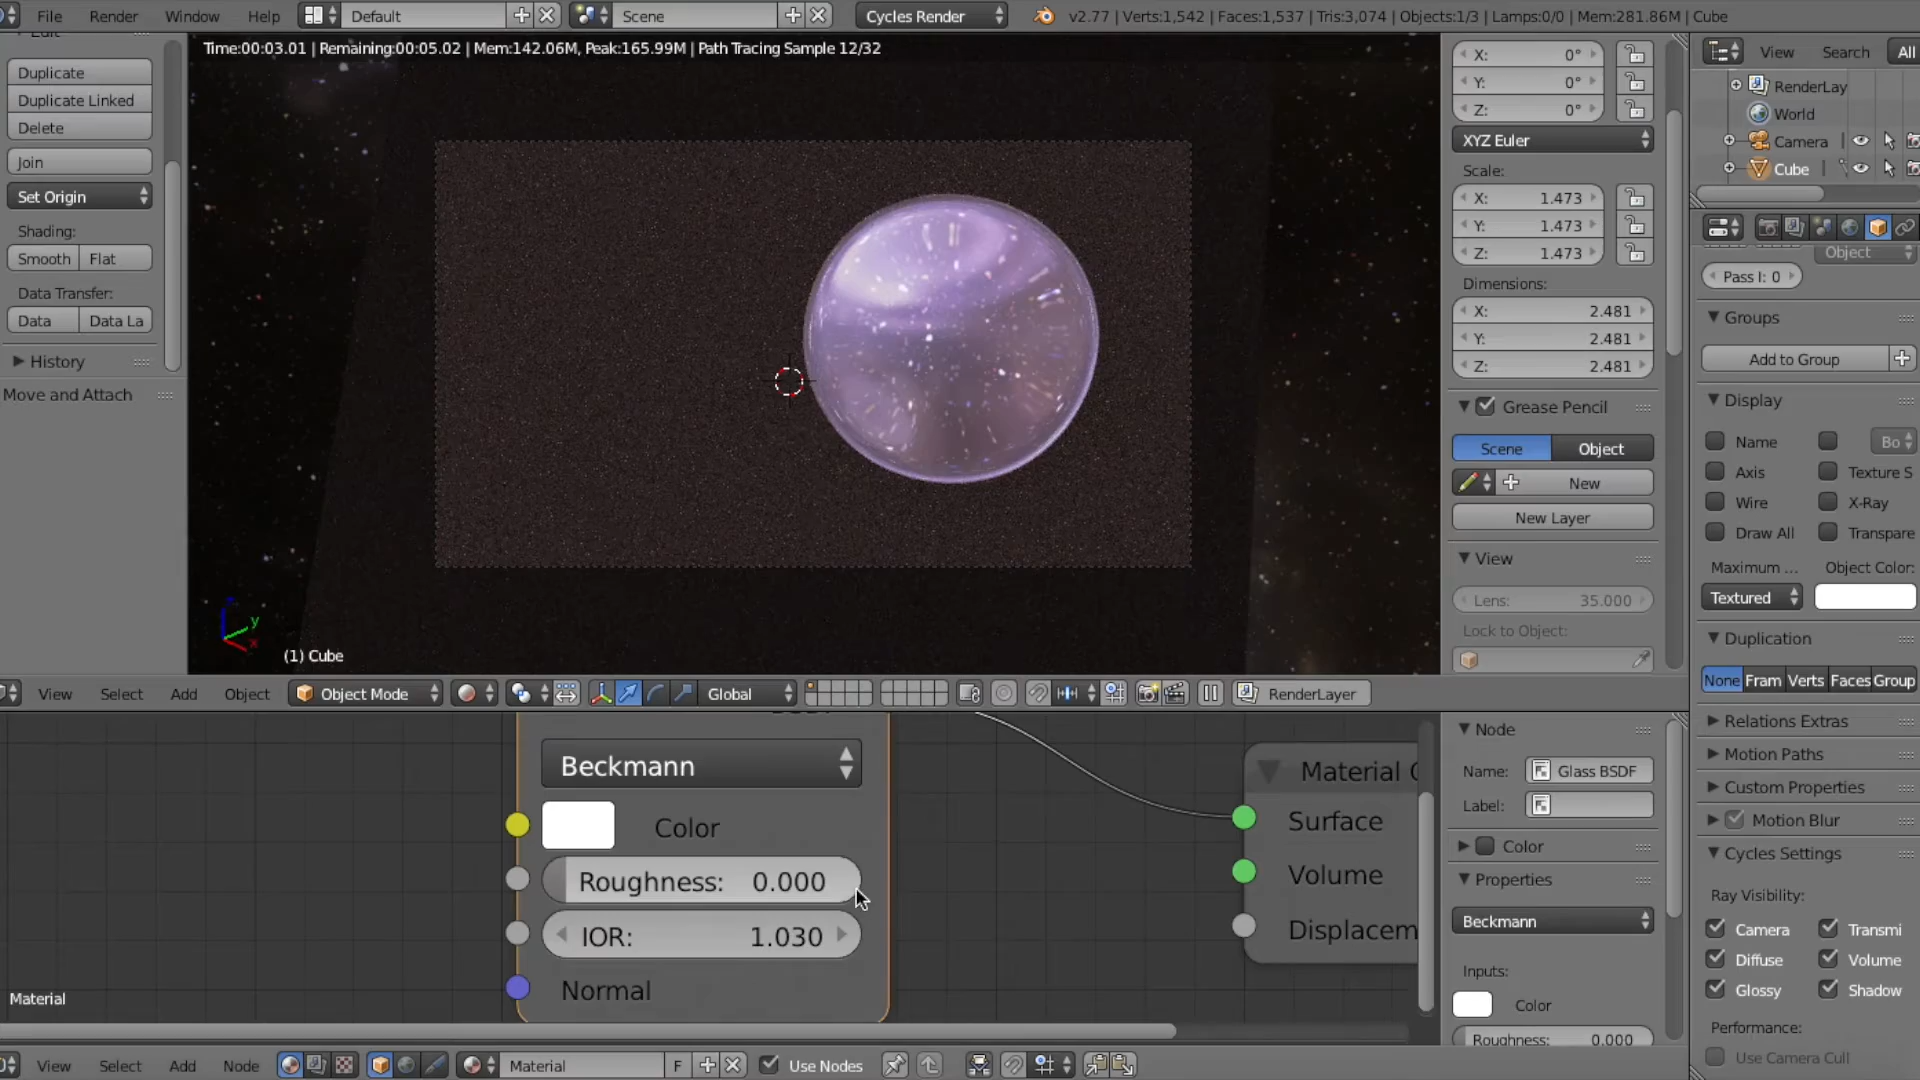 File Render Window Help Default Scene Cycles Render v2.77 | Verts:1,542 | Faces:1,537 | Tris:3,074 | Objects:1/3 | Lamps:0/0 | Mem:281.86M | Cube
Duplicate
Duplicate Linked
Delete
Join
Set Origin
Shading:
Smooth Flat
Data Transfer:
Data Data La
History
Move and Attach
Time:00:03.01 | Remaining:00:05.02 | Mem:142.06M, Peak:165.99M | Path Tracing Sample 12/32
(1) Cube
X: 0°
Y: 0°
Z: 0°
XYZ Euler
Scale:
X: 1.473
Y: 1.473
Z: 1.473
Dimensions:
X: 2.481
Y: 2.481
Z: 2.481
Grease Pencil
Scene Object
New
New Layer
View
Lens: 35.000
Lock to Object:
View Search All
RenderLay
World
Camera
Cube
Object
Pass I: 0
Groups
Add to Group
Display
Name Bo
Axis Texture S
Wire X-Ray
Draw All Transpare
Maximum ... Object Color:
Textured
Duplication
None Fram Verts Faces Group
Relations Extras
Motion Paths
Custom Properties
Motion Blur
Cycles Settings
Ray Visibility:
Camera Transmi
Diffuse Volume
Glossy Shadow
Performance:
Use Camera Cull
View Select Add Object Object Mode Global RenderLayer
Beckmann
Color
Roughness: 0.000
IOR: 1.030
Normal
Material
Surface
Volume
Displacem
Material
Node
Name: Glass BSDF
Label:
Color
Properties
Beckmann
Inputs:
Color
Roughness: 0.000
View Select Add Node Material F Use Nodes